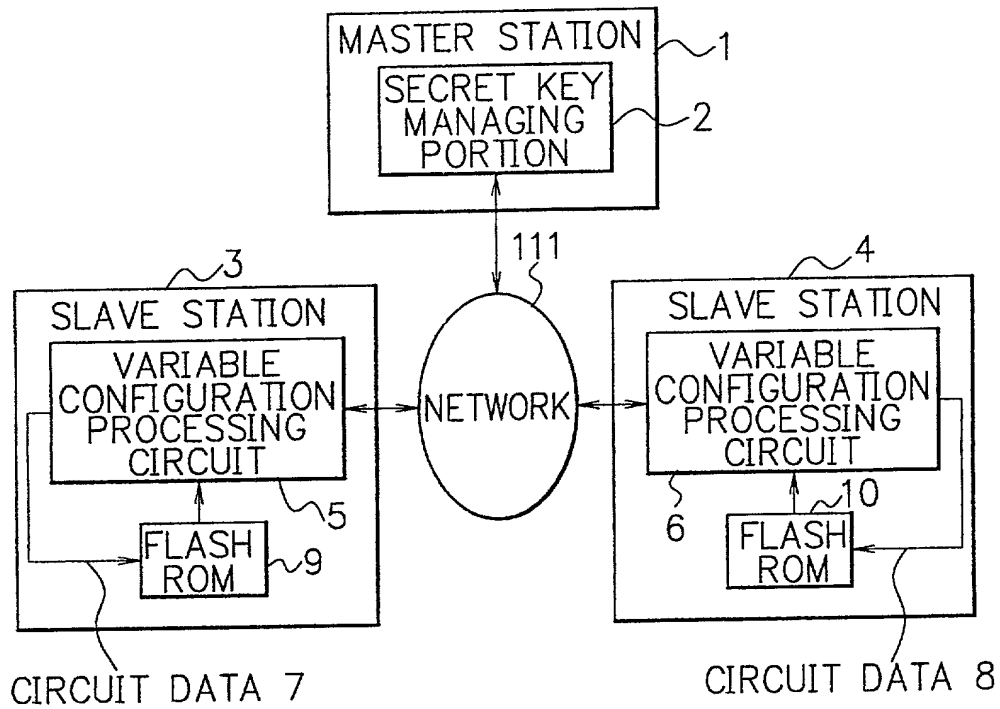 MASTER STATION
1
SECRET KEY
MANAGING
PORTION
2
111
3
SLAVE STATION
VARIABLE
CONFIGURATION
PROCESSING
CIRCUIT
5
FLASH
ROM
9
CIRCUIT DATA 7
NETWORK
4
SLAVE STATION
VARIABLE
CONFIGURATION
PROCESSING
CIRCUIT
6
10
FLASH
ROM
CIRCUIT DATA 8